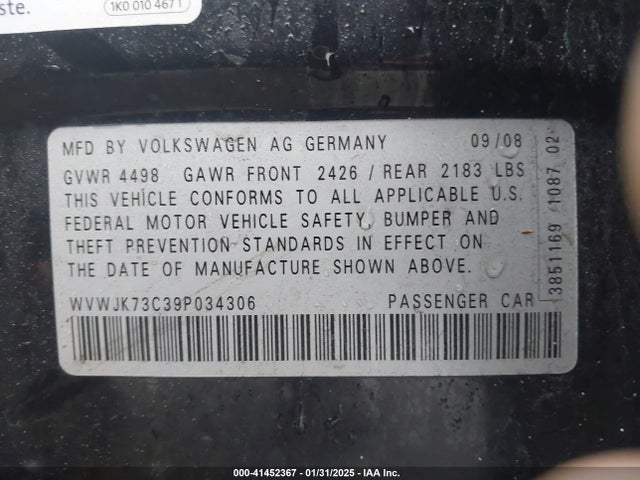 ste.
1K0 010 467 T
MFD BY VOLKSWAGEN AG GERMANY 09/08
GVWR 4498 GAWR FRONT 2426 / REAR 2183 LBS
THIS VEHICLE CONFORMS TO ALL APPLICABLE U.S.
FEDERAL MOTOR VEHICLE SAFETY, BUMPER AND
THEFT PREVENTION STANDARDS IN EFFECT ON
THE DATE OF MANUFACTURE SHOWN ABOVE.
WVWJK73C39P034306 PASSENGER CAR
3851169 1087 02
000-41452367 - 01/31/2025 - IAA Inc.